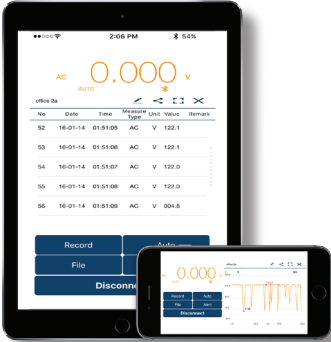 2:06 PM 54%
AC 0.000 V
AUTO
office 2a
No Date Time Measure Type Unit Value Remark
52 16-01-14 01:51:05 AC V 122.1
53 16-01-14 01:51:06 AC V 122.1
54 16-01-14 01:51:07 AC V 122.0
55 16-01-14 01:51:08 AC V 122.0
56 16-01-14 01:51:09 AC V 004.8
Record Auto
File
Disconne
0.000
Record Auto
File Alert
Disconnect